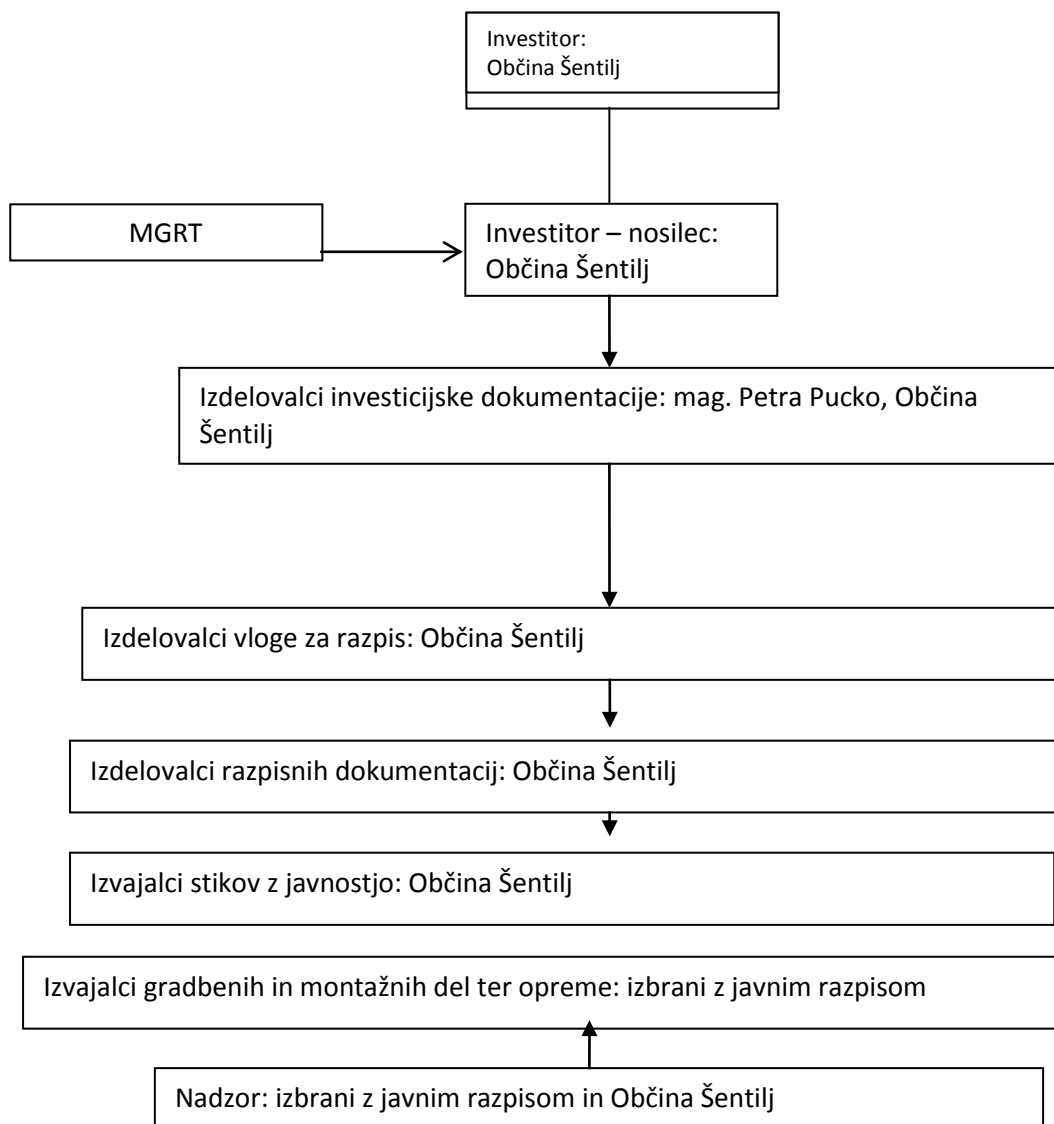 Investitor:
Občina Šentilj
MGRT
Investitor – nosilec:
Občina Šentilj
Izdelovalci investicijske dokumentacije: mag. Petra Pucko, Občina
Šentilj
Izdelovalci vloge za razpis: Občina Šentilj
Izdelovalci razpisnih dokumentacij: Občina Šentilj
Izvajalci stikov z javnostjo: Občina Šentilj
Izvajalci gradbenih in montažnih del ter opreme: izbrani z javnim razpisom
Nadzor: izbrani z javnim razpisom in Občina Šentilj